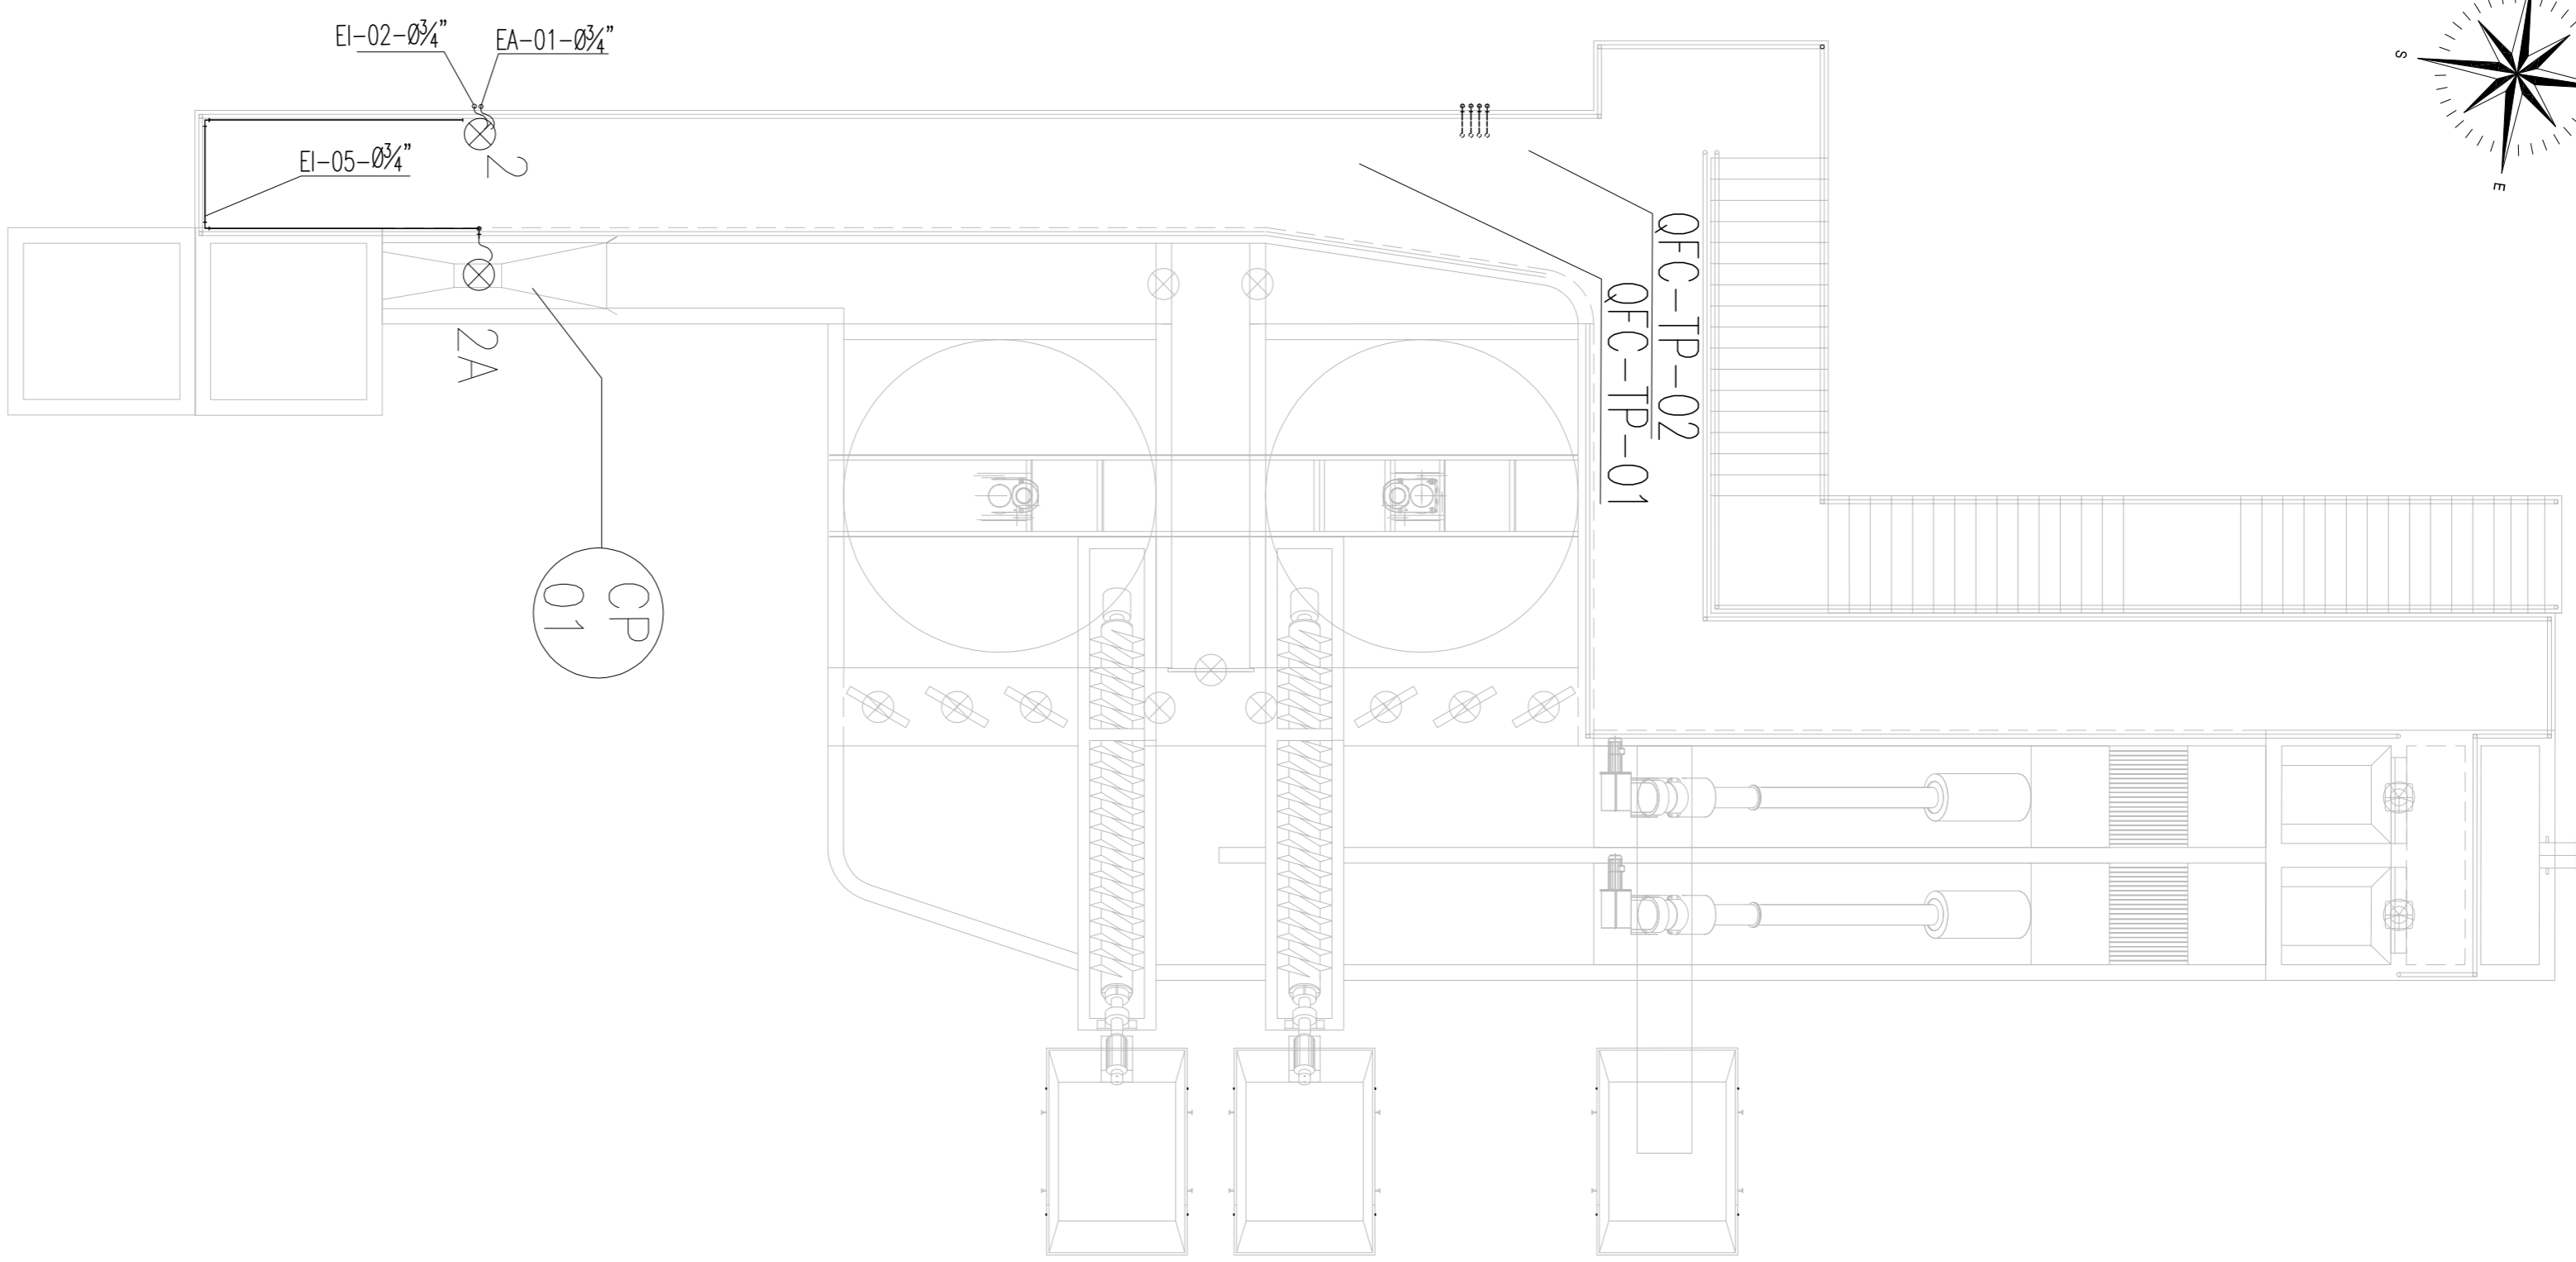 EI-02-Ø¾"
EA-01-Ø¾"
EI-05-Ø¾"
2
2A
CP
01
QFC-TP-02
QFC-TP-01
S
E